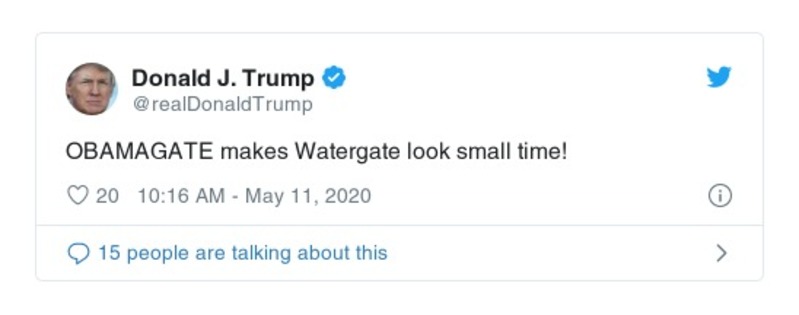 Donald J. Trump
@realDonaldTrump
OBAMAGATE makes Watergate look small time!
20 10:16 AM - May 11, 2020
15 people are talking about this